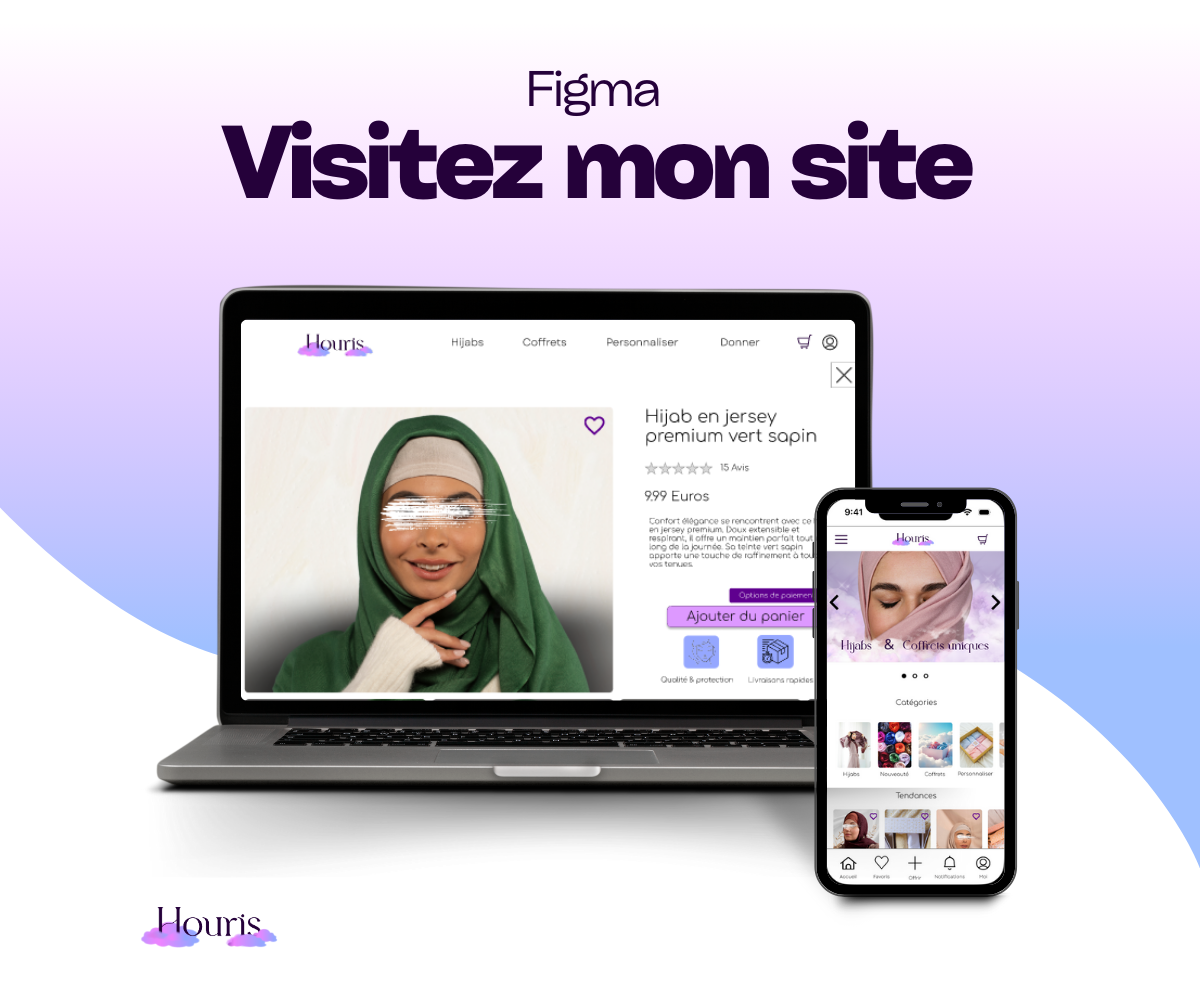 Figma
Visitez mon site
Houris
Hijabs
Coffrets
Personnaliser
Donner
Hijab en jersey
premium vert sapin
15 Avis
9.99 Euros
Confort élégance se rencontrent avec ce
en jersey premium. Doux extensible et
respirant, il offre un maintien parfait tout
long de la journée. Sa teinte vert sapin
apporte une touche de raffinement à tou
vos tenues.
Options de paiemen
Ajouter du panier
Qualité & protection
Livraisons rapides
9:41
Houris
Hijabs & Coffrets uniques
Catégories
Hijabs
Nouveauté
Coffrets
Personnaliser
Tendances
Accueil
Favoris
Offrir
Notifications
Moi
Houris